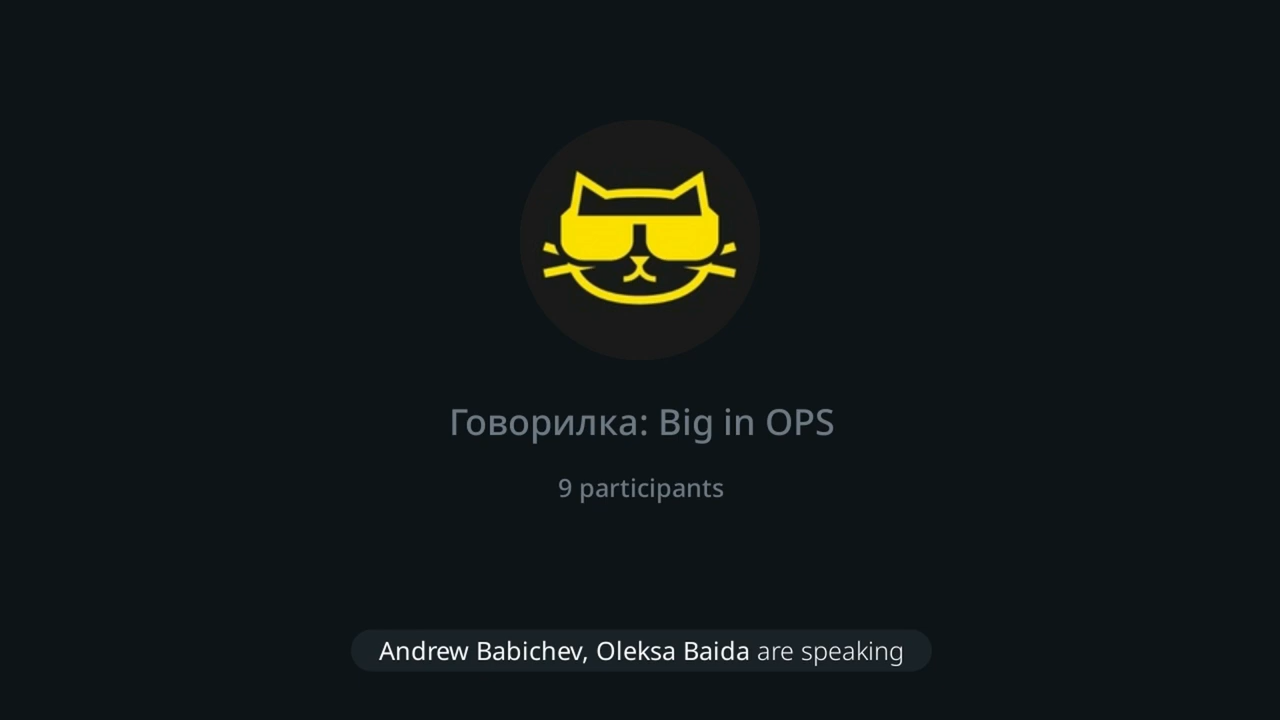 Говорилка: Big in OPS
9 participants
Andrew Babichev, Oleksa Baida are speaking